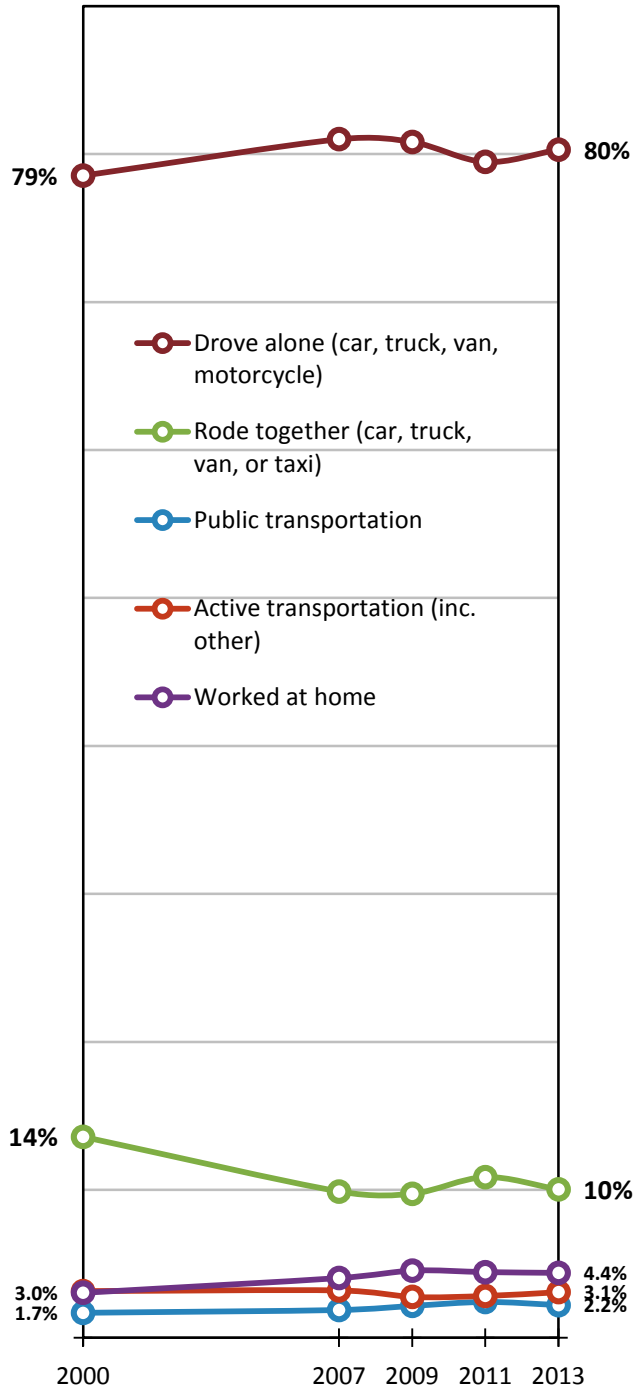 79%
80%
Drove alone (car, truck, van,
motorcycle)
Rode together (car, truck,
van, or taxi)
Public transportation
Active transportation (inc.
other)
Worked at home
14%
10%
4.4%
3.0%
3.1%
1.7%
2.2%
2000 2007 2009 2011 2013